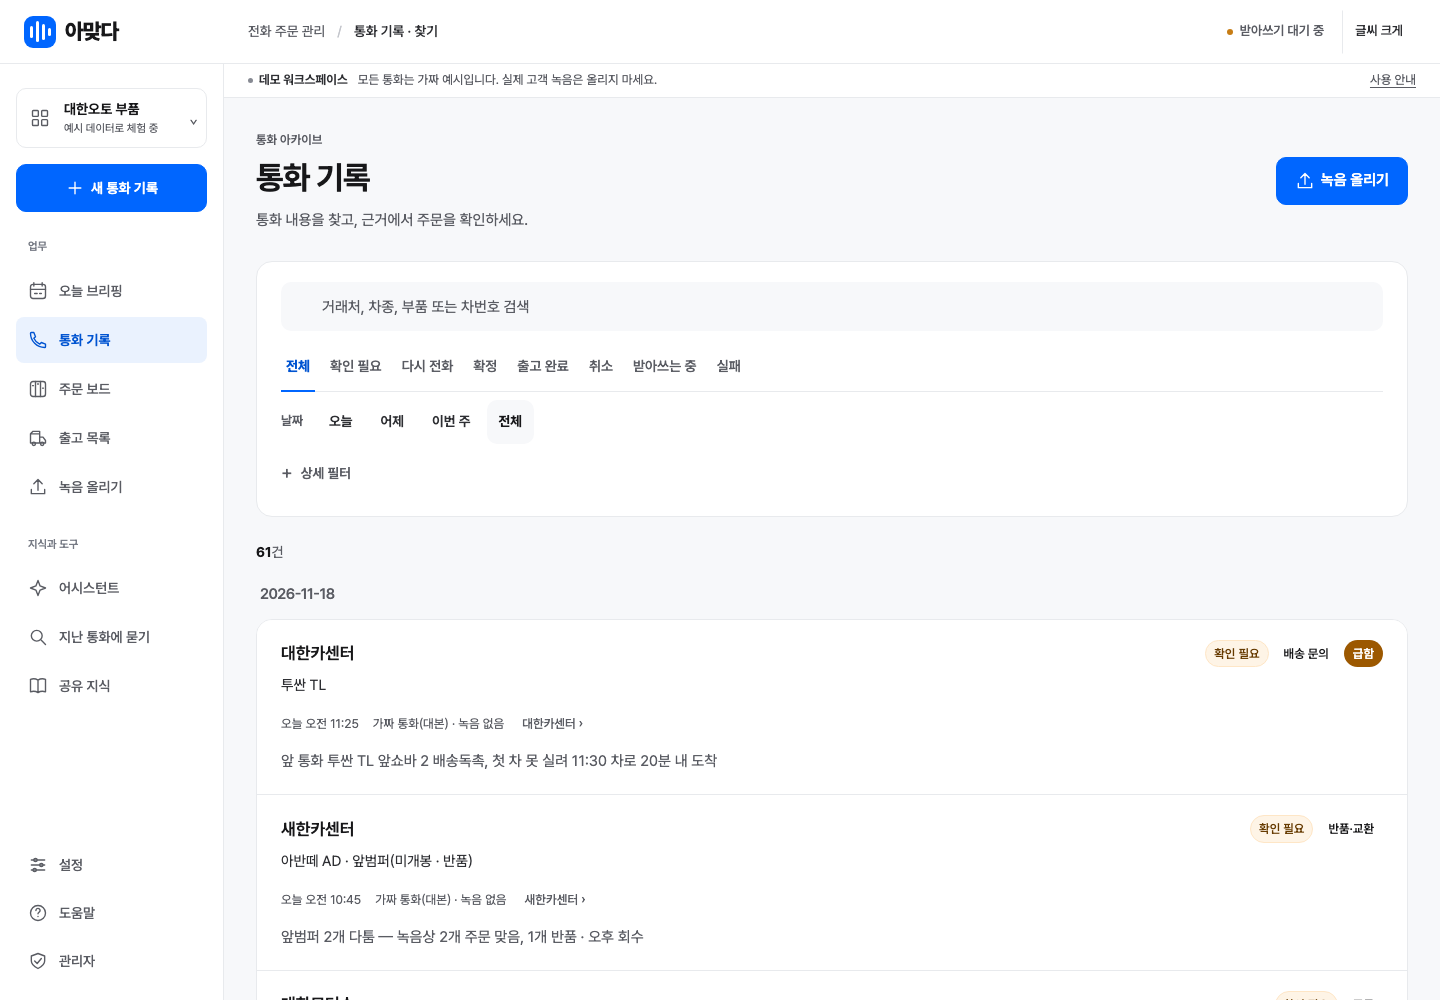 아맞다
전화 주문 관리 / 통화 기록 · 찾기
받아쓰기 대기 중
글씨 크게
데모 워크스페이스 모든 통화는 가짜 예시입니다. 실제 고객 녹음은 올리지 마세요.
사용 안내
대한오토 부품
예시 데이터로 체험 중
새 통화 기록
업무
오늘 브리핑
통화 기록
주문 보드
출고 목록
녹음 올리기
지식과 도구
어시스턴트
지난 통화에 묻기
공유 지식
설정
도움말
관리자
통화 아카이브
통화 기록
통화 내용을 찾고, 근거에서 주문을 확인하세요.
녹음 올리기
거래처, 차종, 부품 또는 차번호 검색
전체 확인 필요 다시 전화 확정 출고 완료 취소 받아쓰는 중 실패
날짜 오늘 어제 이번 주 전체
+ 상세 필터
61건
2026-11-18
대한카센터
확인 필요 배송 문의 급함
투싼 TL
오늘 오전 11:25 가짜 통화(대본) · 녹음 없음 대한카센터 ›
앞 통화 투싼 TL 앞쇼바 2 배송독촉, 첫 차 못 실려 11:30 차로 20분 내 도착
새한카센터
확인 필요 반품·교환
아반떼 AD · 앞범퍼(미개봉 · 반품)
오늘 오전 10:45 가짜 통화(대본) · 녹음 없음 새한카센터 ›
앞범퍼 2개 다툼 — 녹음상 2개 주문 맞음, 1개 반품 · 오후 회수